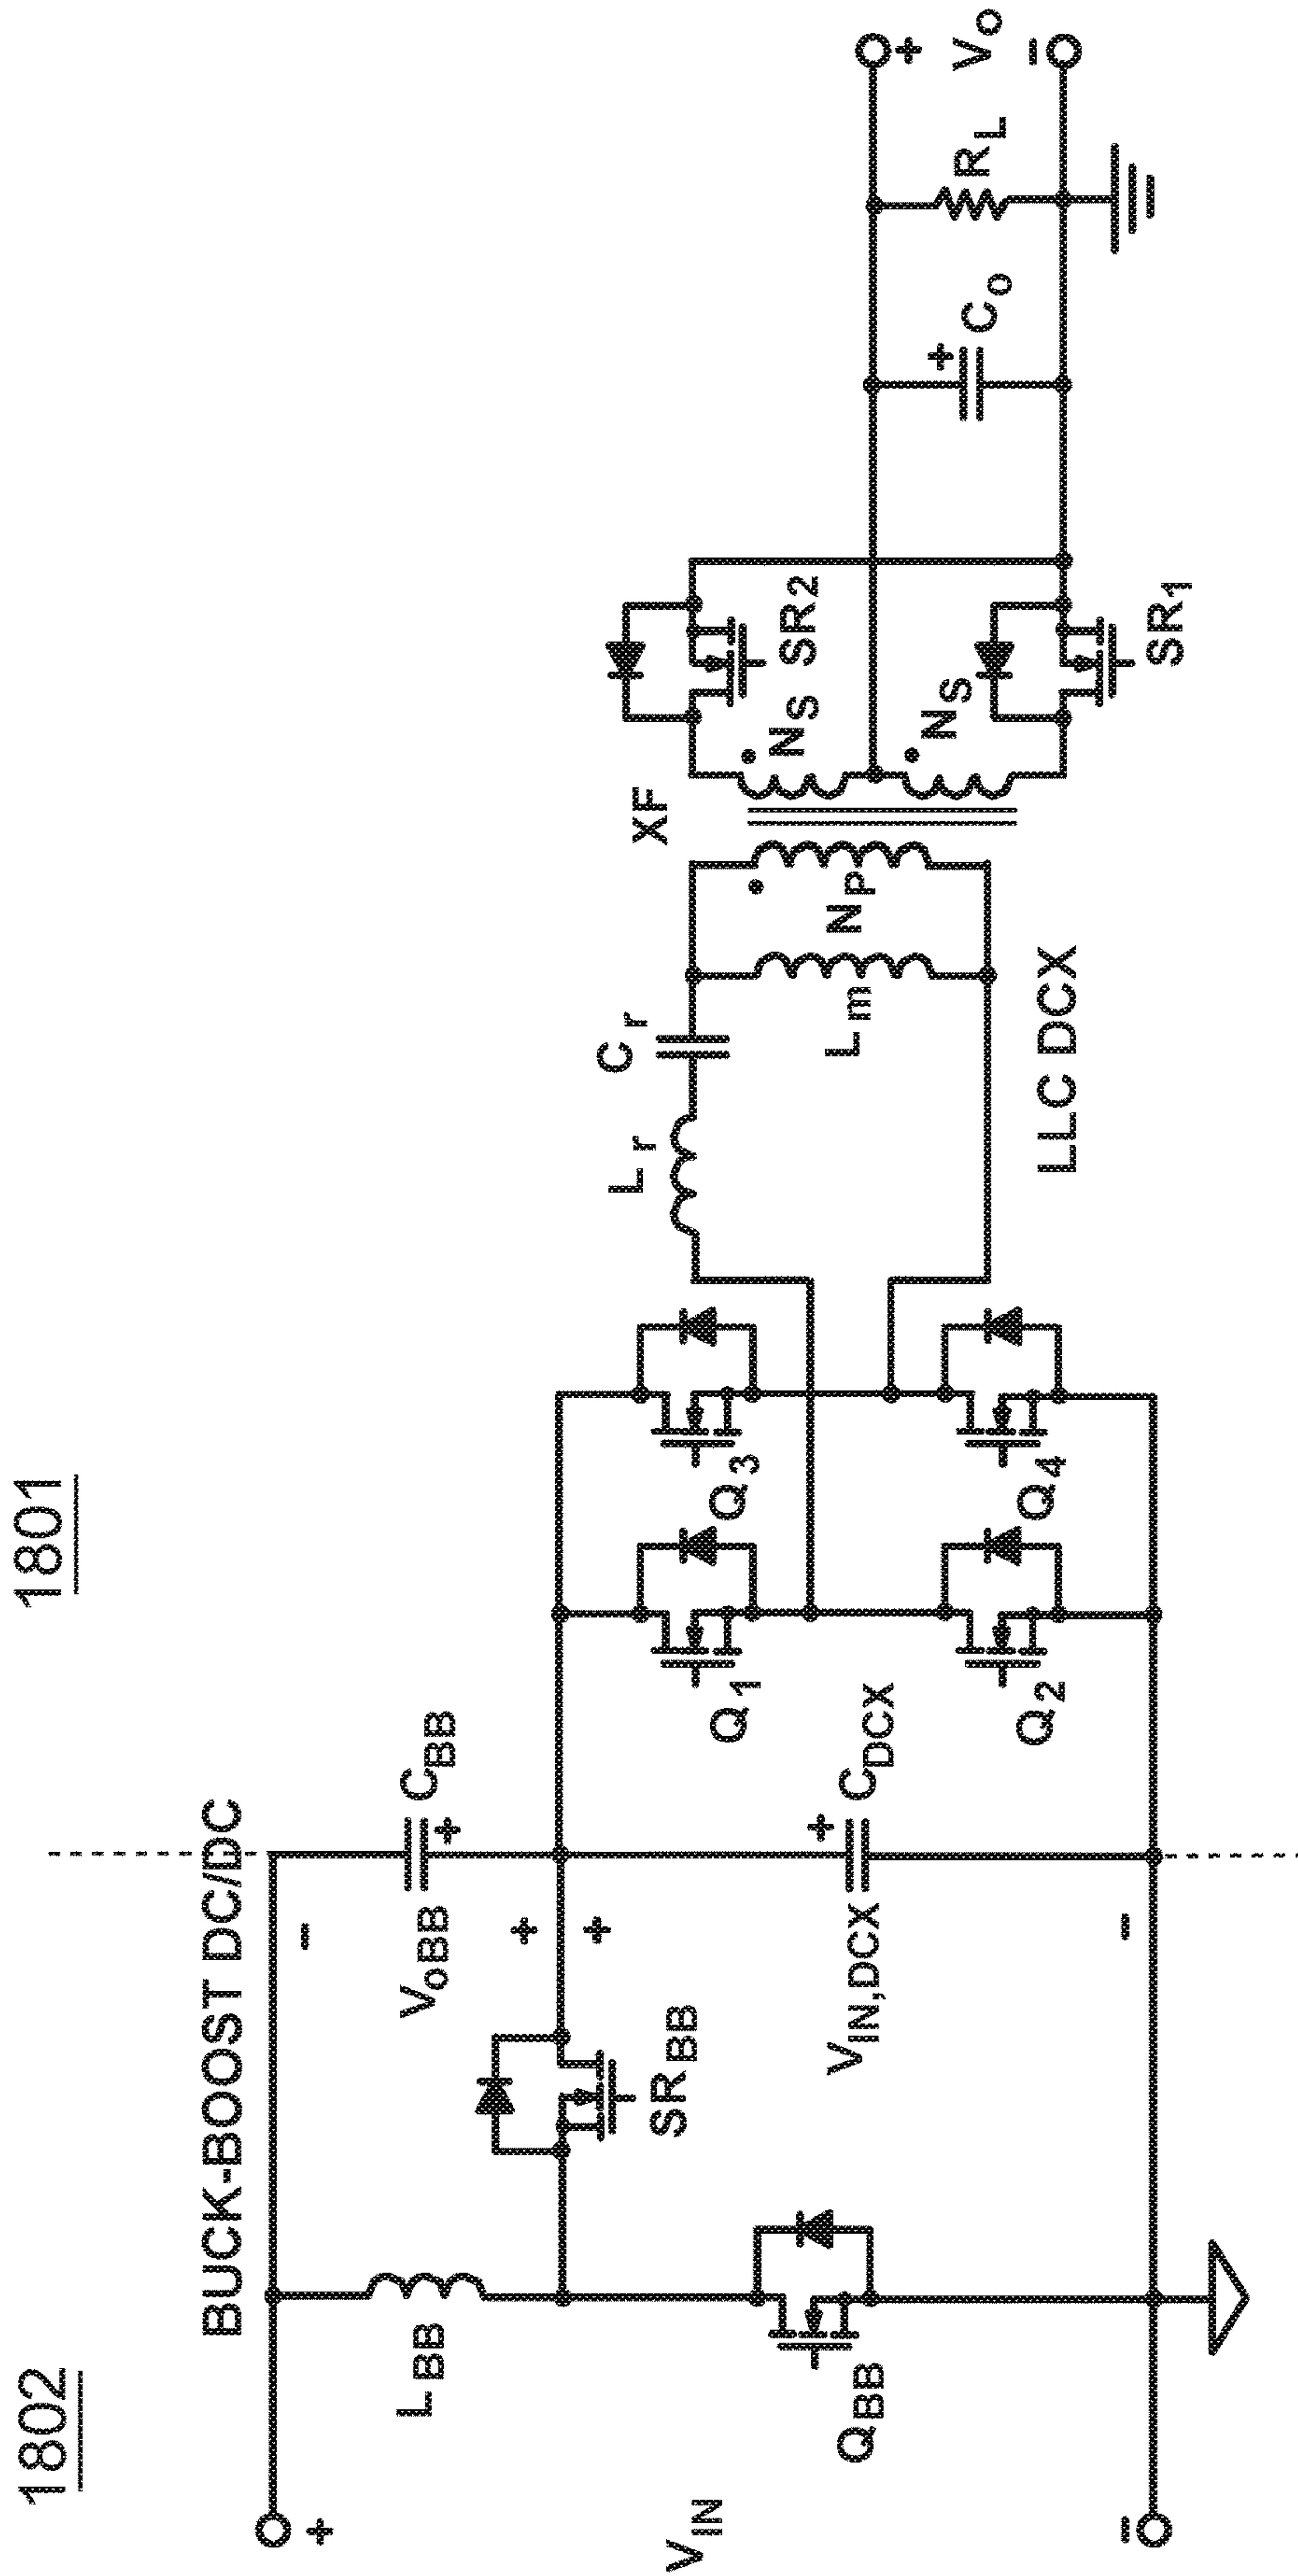 1802
1801
BUCK-BOOST DC/DC
L_BB
V_oBB
C_BB
-
+
+
SR_BB
V_IN
+
-
Q_BB
V_IN,DCX
+
C_DCX
-
Q_1
Q_2
Q_3
Q_4
L_r
C_r
L_m
N_P
XF
LLC DCX
N_S
N_S
SR_2
SR_1
+
C_o
R_L
+
V_O
-